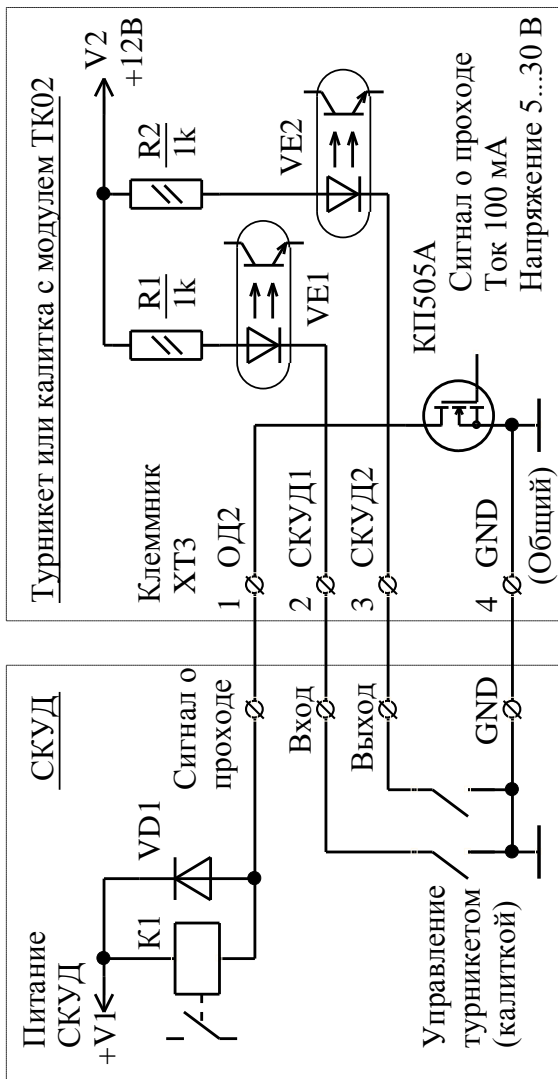 СКУД
Питание
СКУД
+V1
K1
VD1
Сигнал о
проходе
Вход
Выход
GND
Управление
турникетом
(калиткой)
Турникет или калитка с модулем ТК02
Клеммник
ХТ3
1 ОД2
2 СКУД1
3 СКУД2
4 GND
(Общий)
R1
1k
R2
1k
V2
+12В
VE1
VE2
КП505А
Сигнал о проходе
Ток 100 мА
Напряжение 5...30 В